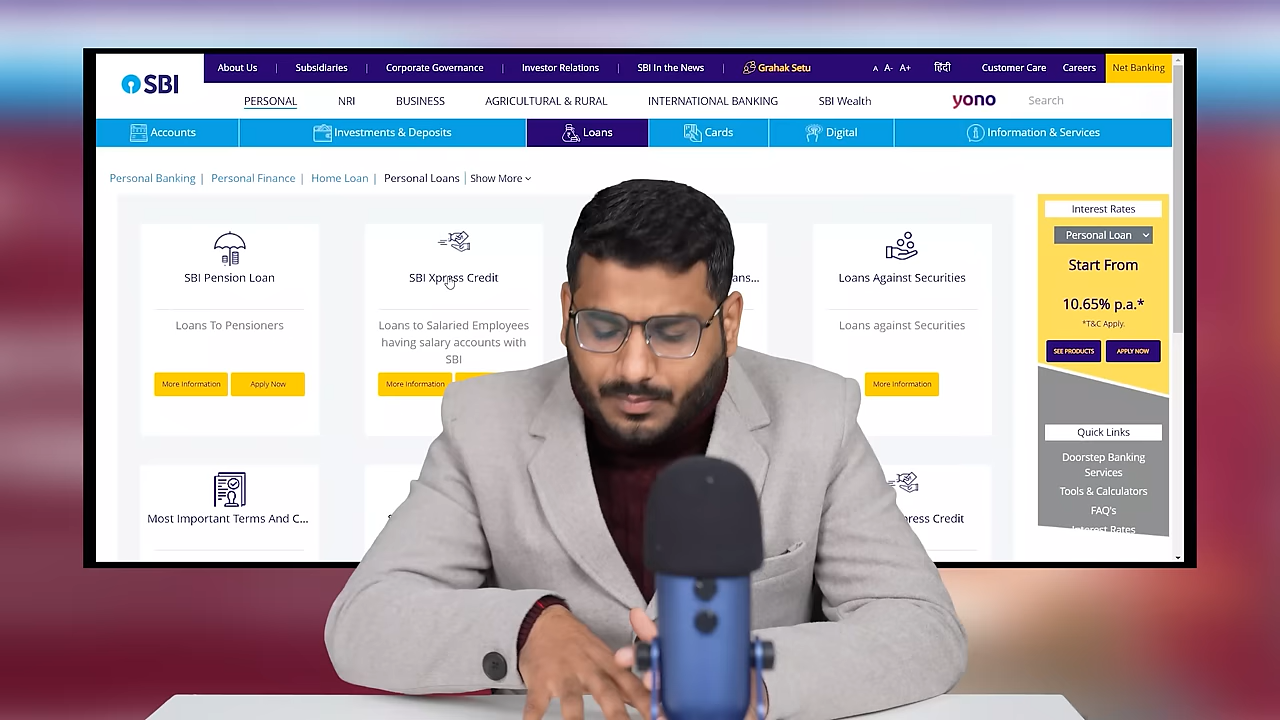 SBI
About Us
Subsidiaries
Corporate Governance
Investor Relations
SBI In the News
Grahak Setu
A A- A+
हिंदी
Customer Care
Careers
Net Banking
PERSONAL
NRI
BUSINESS
AGRICULTURAL & RURAL
INTERNATIONAL BANKING
SBI Wealth
yono
Search
Accounts
Investments & Deposits
Loans
Cards
Digital
Information & Services
Personal Banking | Personal Finance | Home Loan | Personal Loans | Show More
SBI Pension Loan
Loans To Pensioners
More Information
Apply Now
SBI Xpress Credit
Loans to Salaried Employees
having salary accounts with
SBI
More Information
ans...
Loans Against Securities
Loans against Securities
More Information
Most Important Terms And C...
press Credit
Interest Rates
Personal Loan
Start From
10.65% p.a.*
*T&C Apply.
SEE PRODUCTS
APPLY NOW
Quick Links
Doorstep Banking
Services
Tools & Calculators
FAQ's
Interest Rates